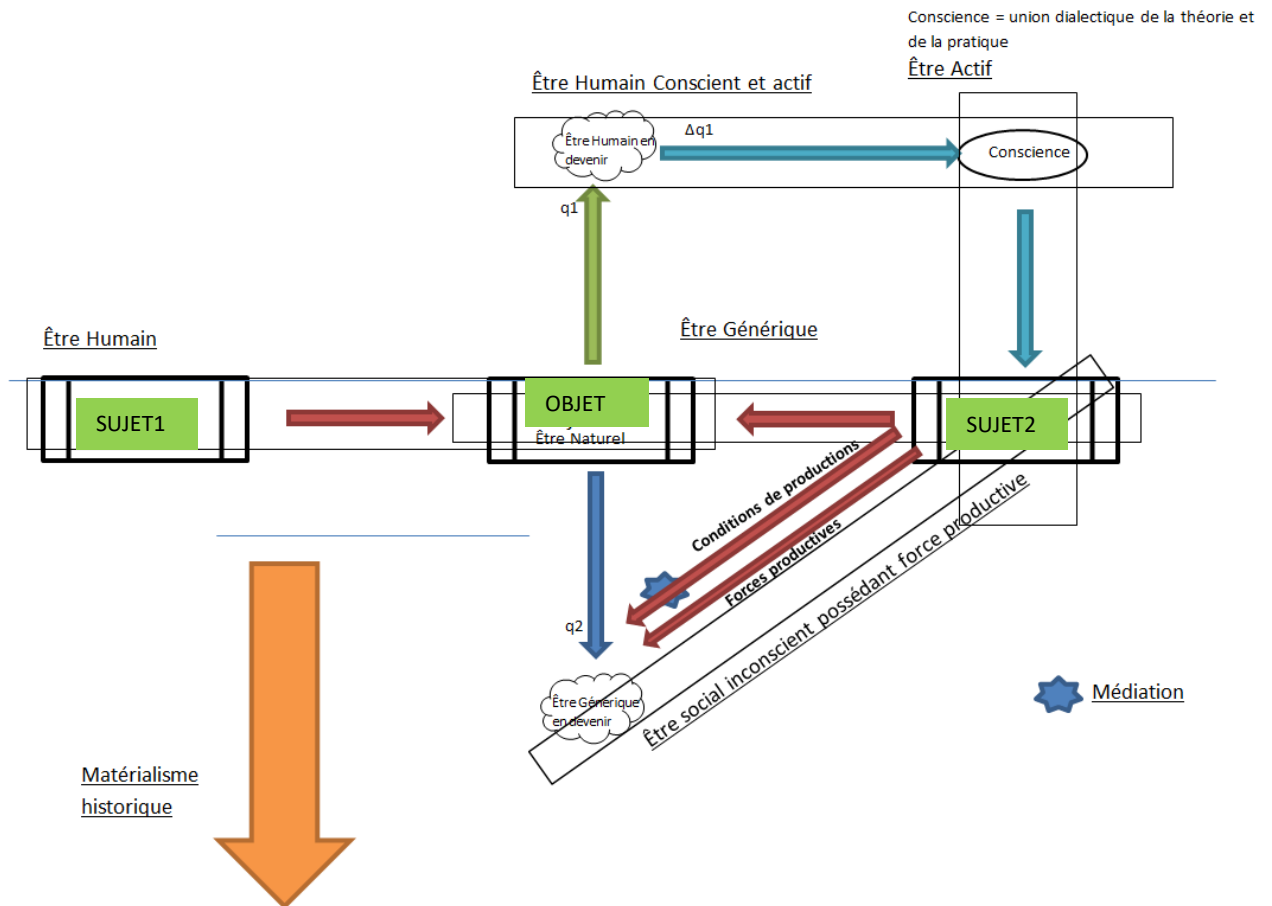 Conscience = union dialectique de la théorie et
de la pratique
Être Actif
Être Humain Conscient et actif
Être Humain en
devenir
Δq1
Conscience
q1
Être Humain
Être Générique
SUJET1
OBJET
Être Naturel
SUJET2
Conditions de productions
Forces productives
Être social inconscient possédant force productive
q2
Être Générique
en devenir
Médiation
Matérialisme
historique